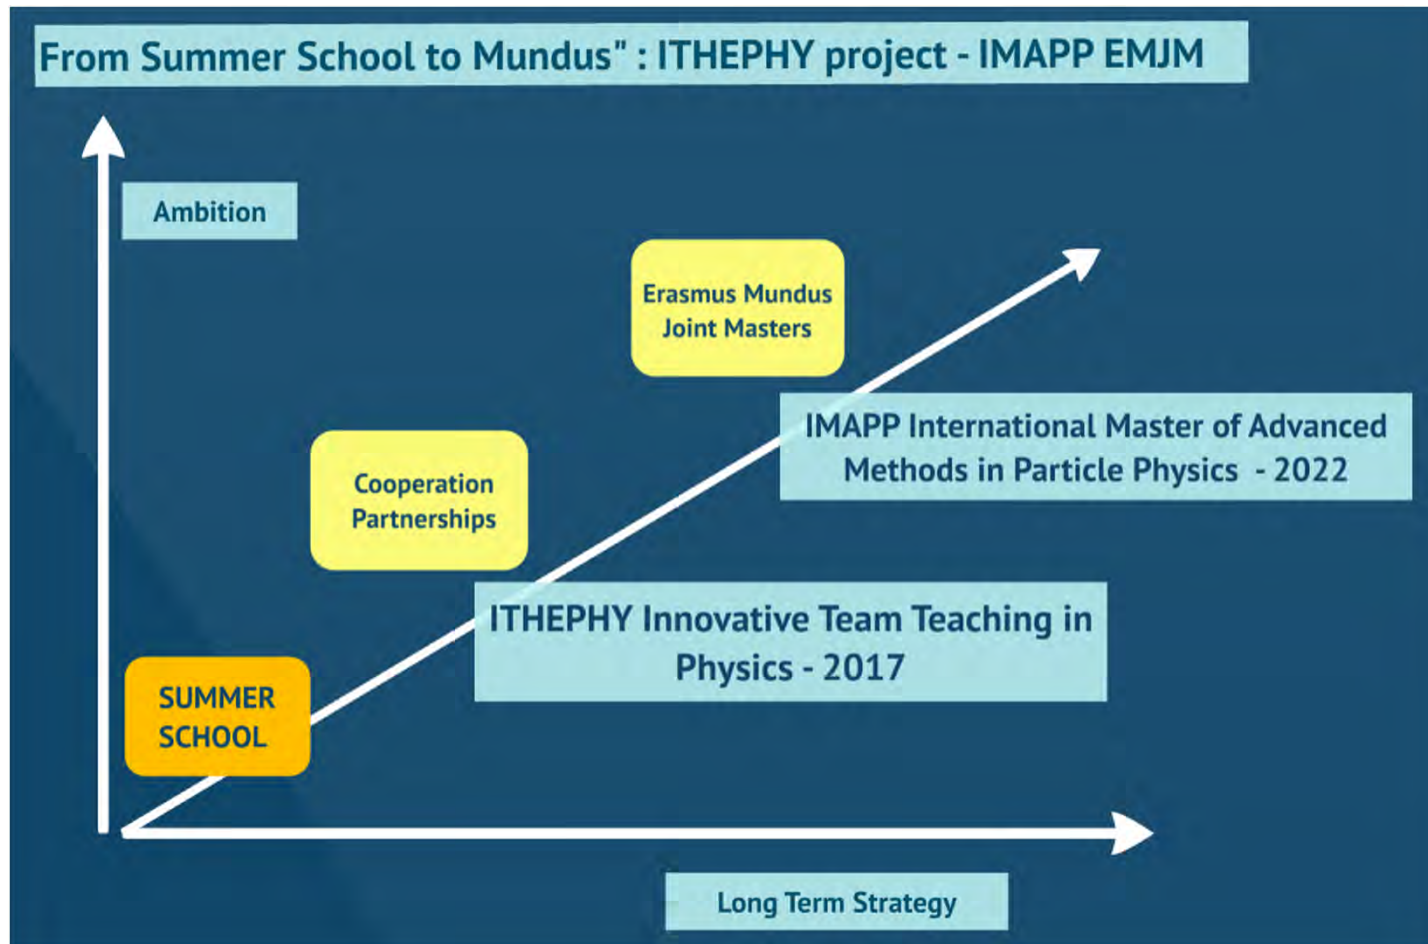 From Summer School to Mundus" : ITHEPHY project - IMAPP EMJM
Ambition
Erasmus Mundus
Joint Masters
IMAPP International Master of Advanced
Methods in Particle Physics - 2022
Cooperation
Partnerships
ITHEPHY Innovative Team Teaching in
Physics - 2017
SUMMER
SCHOOL
Long Term Strategy